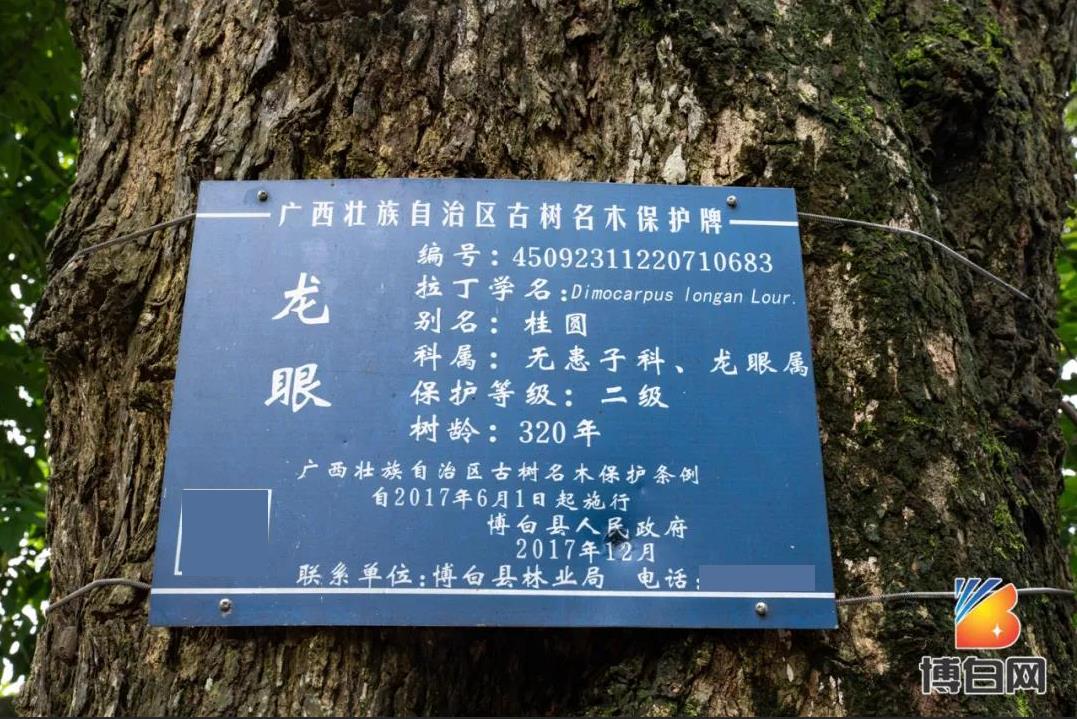 广西壮族自治区古树名木保护牌
龙眼
编号：45092311220710683
拉丁学名：Dimocarpus longan Lour.
别名：桂圆
科属：无患子科、龙眼属
保护等级：二级
树龄：320年
广西壮族自治区古树名木保护条例
自2017年6月1日起施行
博白县人民政府
2017年12月
联系单位：博白县林业局 电话：
博白网